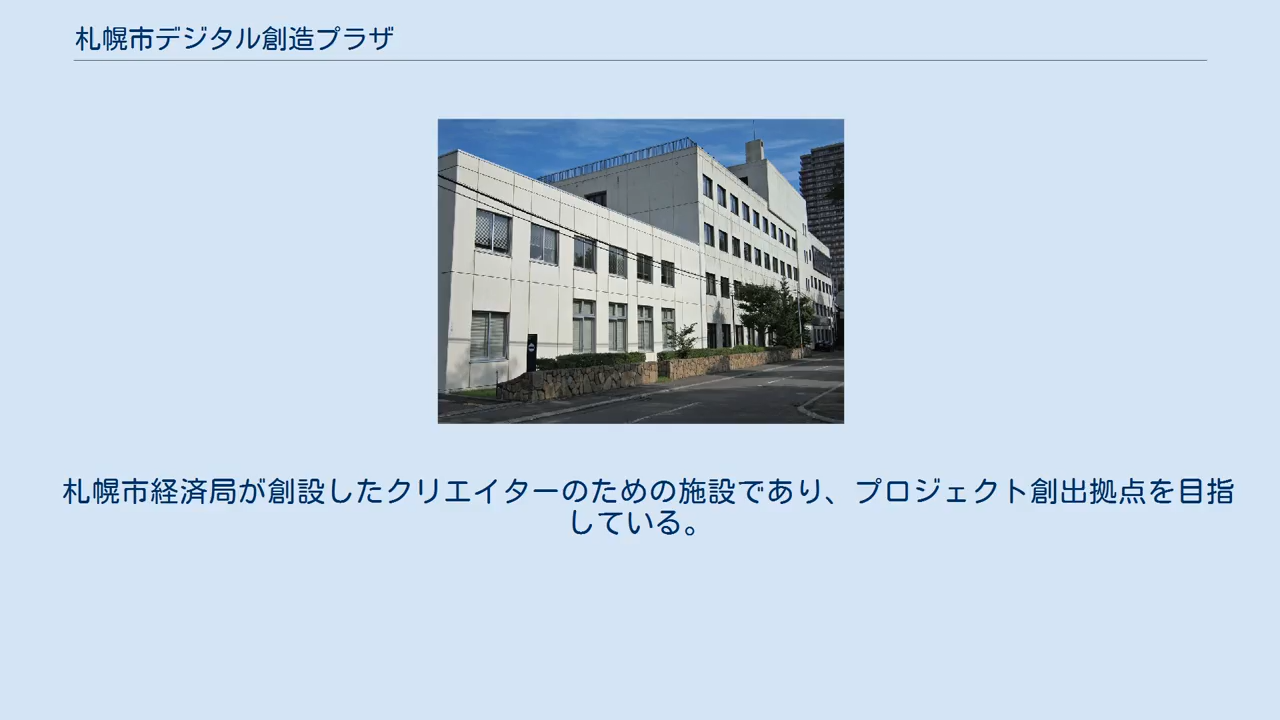 札幌市デジタル創造プラザ
札幌市経済局が創設したクリエイターのための施設であり、プロジェクト創出拠点を目指
している。